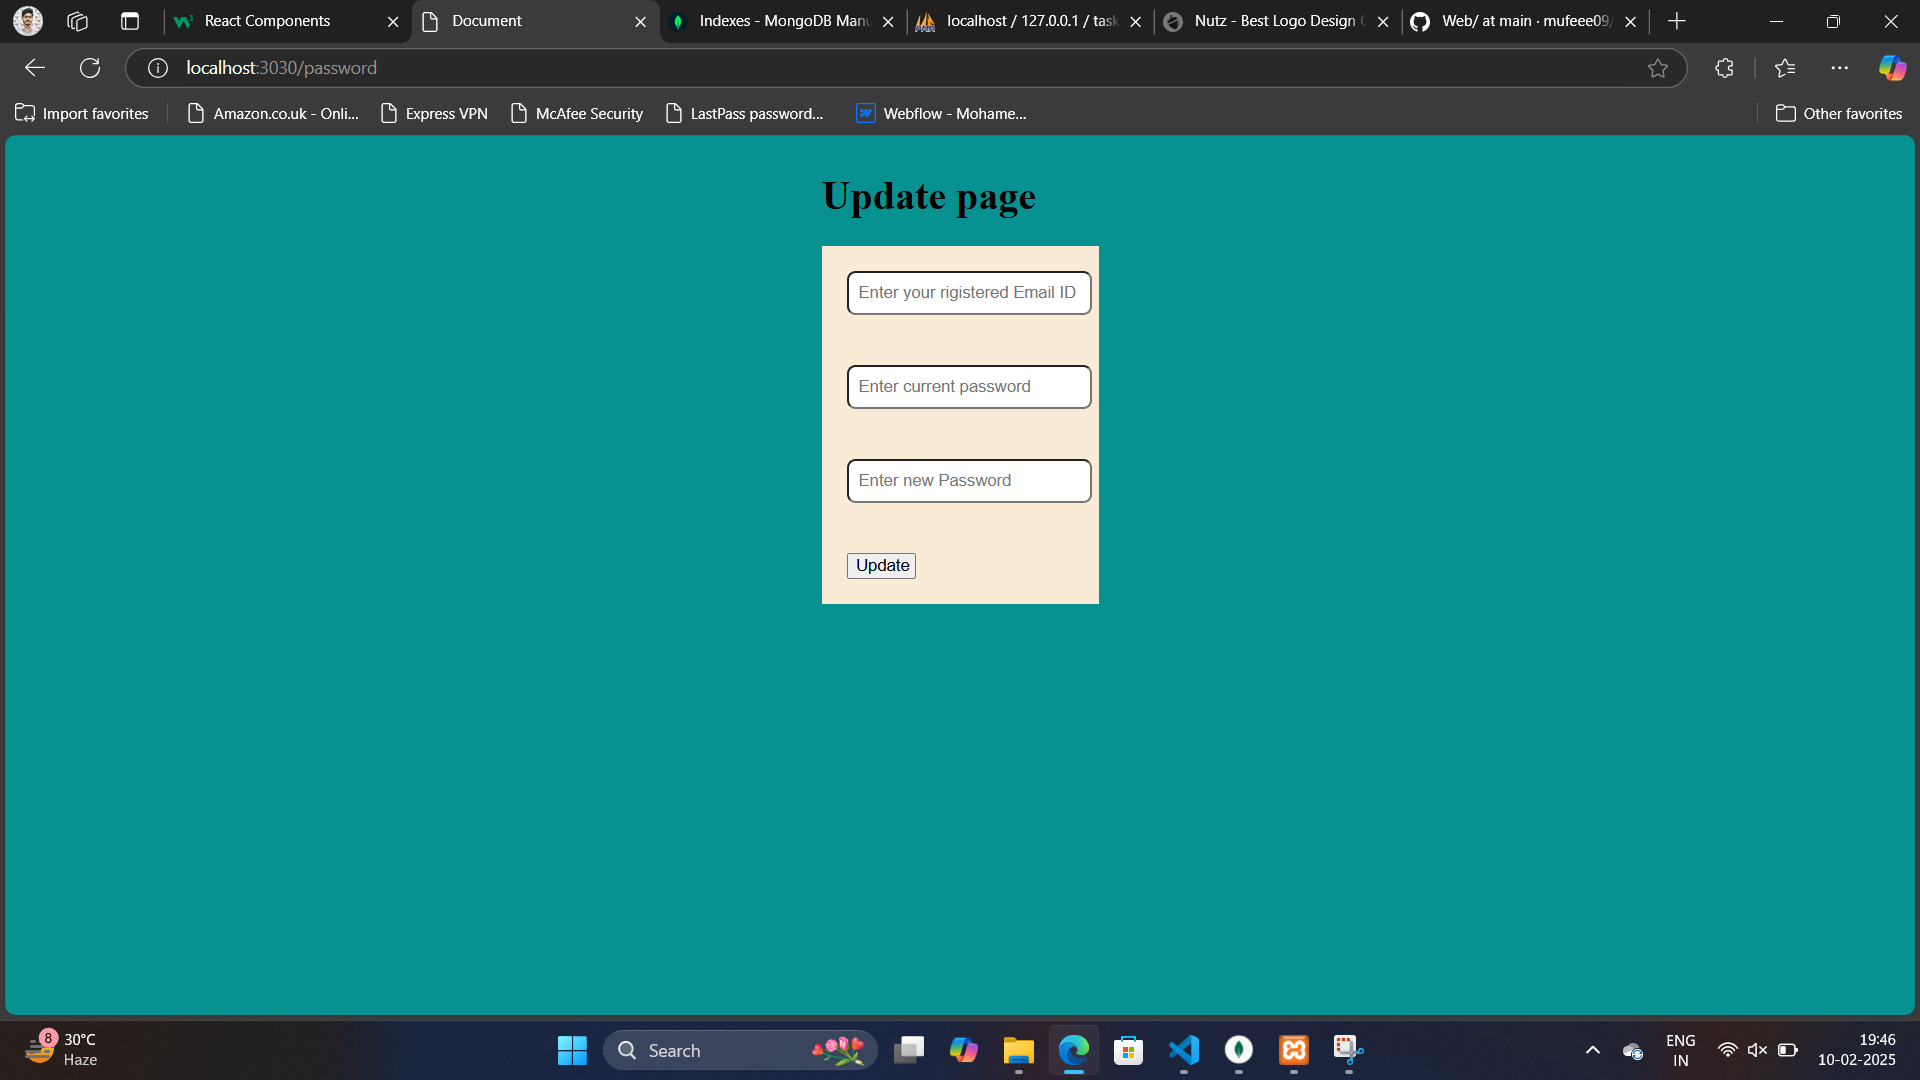 React Components
Document
Indexes - MongoDB Manu
localhost / 127.0.0.1 / task
Nutz - Best Logo Design
Web/ at main · mufeee09/
localhost:3030/password
Import favorites
Amazon.co.uk - Onli...
Express VPN
McAfee Security
LastPass password...
Webflow - Mohame...
Other favorites
Update page
Enter your rigistered Email ID
Enter current password
Enter new Password
Update
8
30°C
Haze
Search
ENG
IN
19:46
10-02-2025